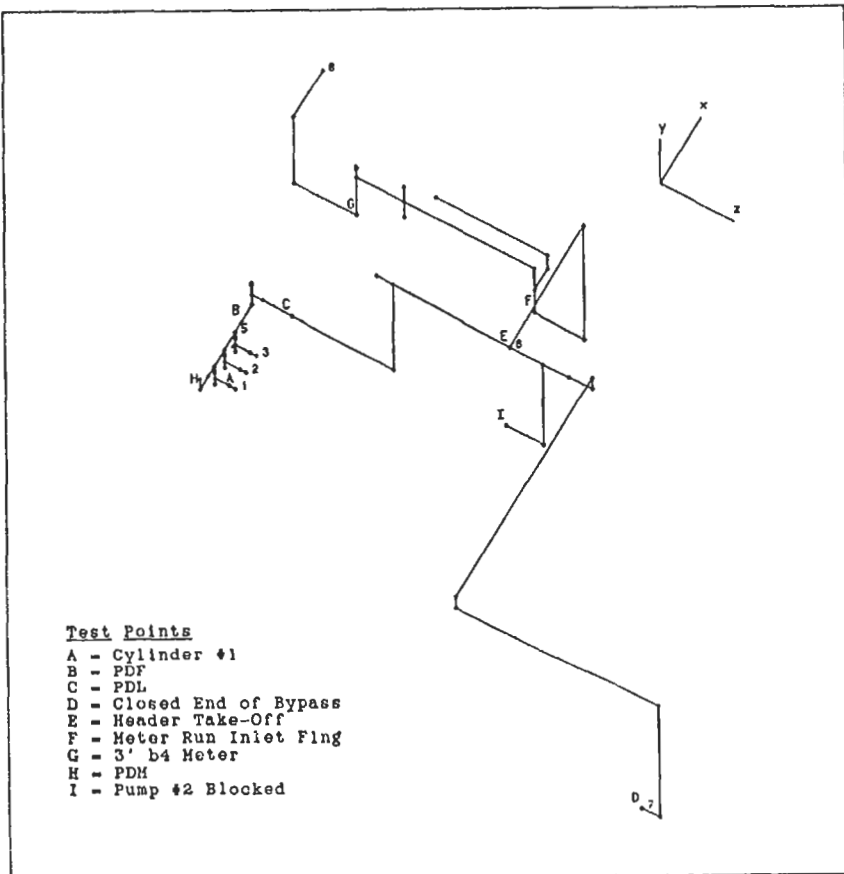 8
x
y
z
G
F
B
C
E
8
5
3
H
A
2
1
I
Test Points
A = Cylinder #1
B = PDF
C = PDL
D = Closed End of Bypass
E = Header Take-Off
F = Meter Run Inlet Flng
G = 3' b4 Meter
H = PDM
I = Pump #2 Blocked
D
7